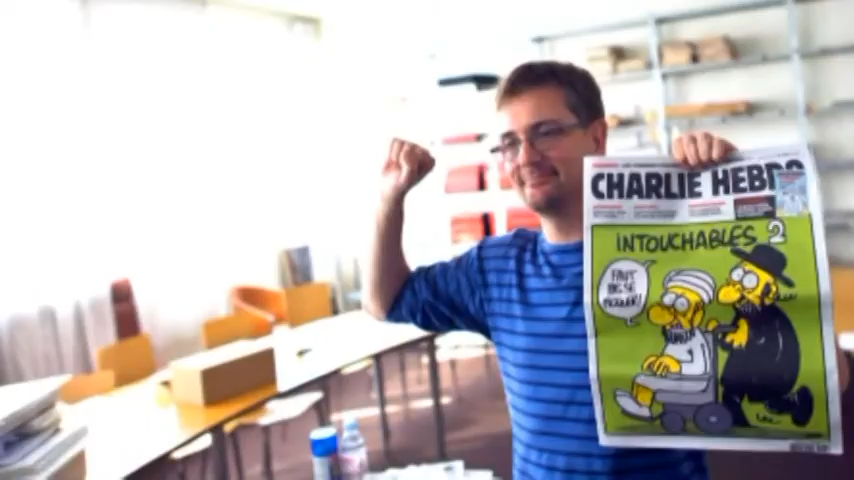 CHARLIE HEBDO
INTOUCHABLES 2
FAUT
PAS SE
MOQUER!